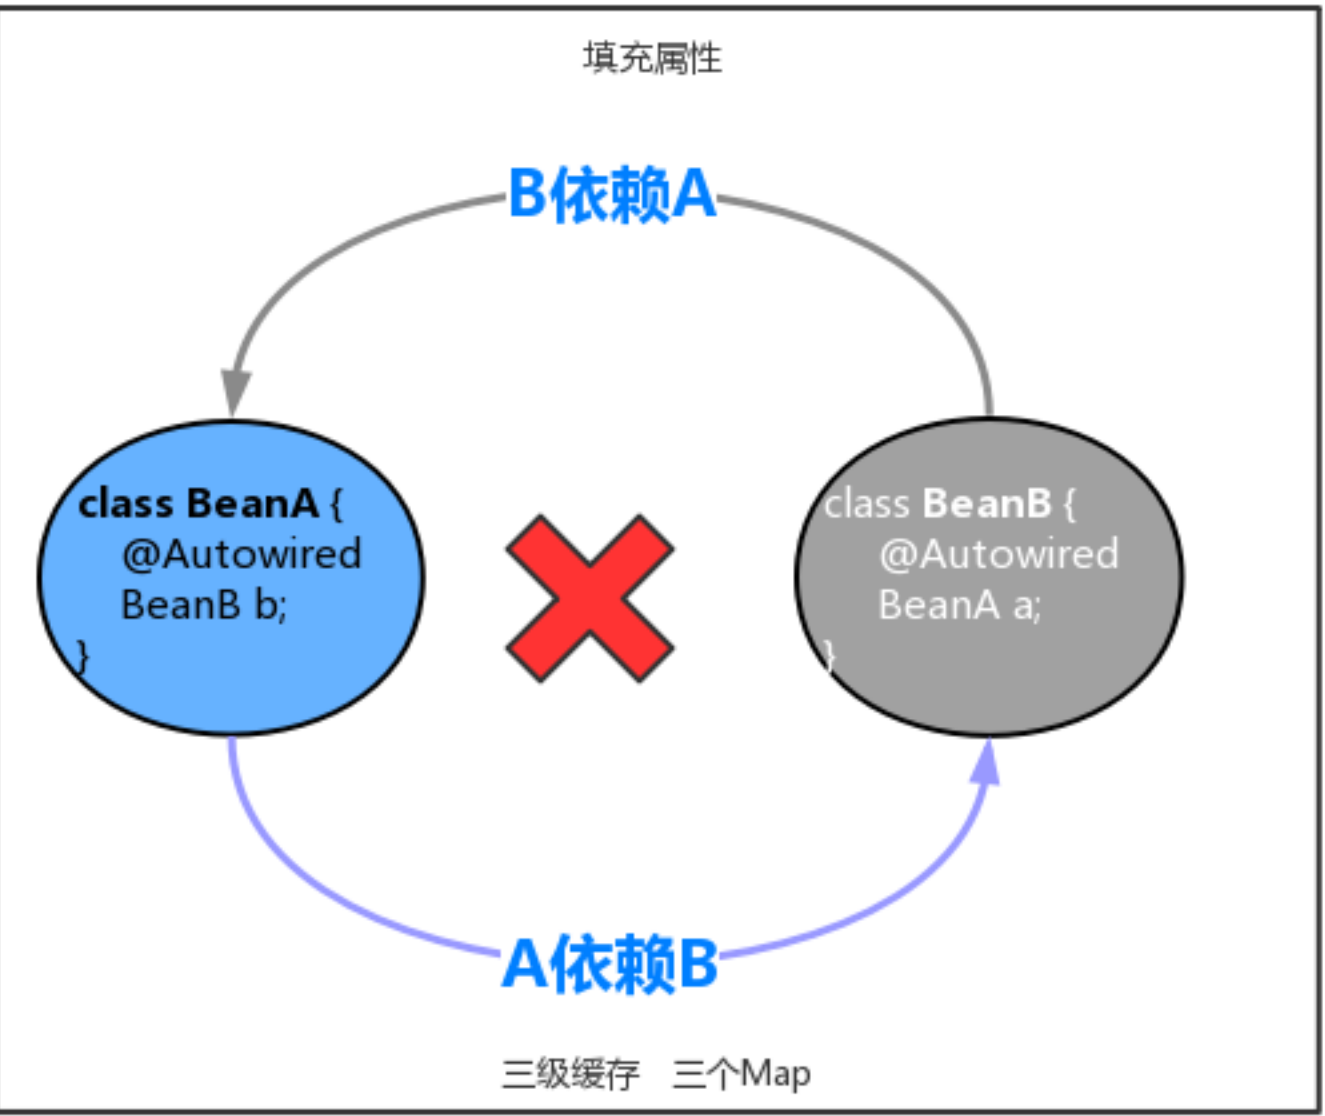 填充属性
B依赖A
class BeanA {
@Autowired
BeanB b;
}
class BeanB {
@Autowired
BeanA a;
}
A依赖B
三级缓存 三个Map